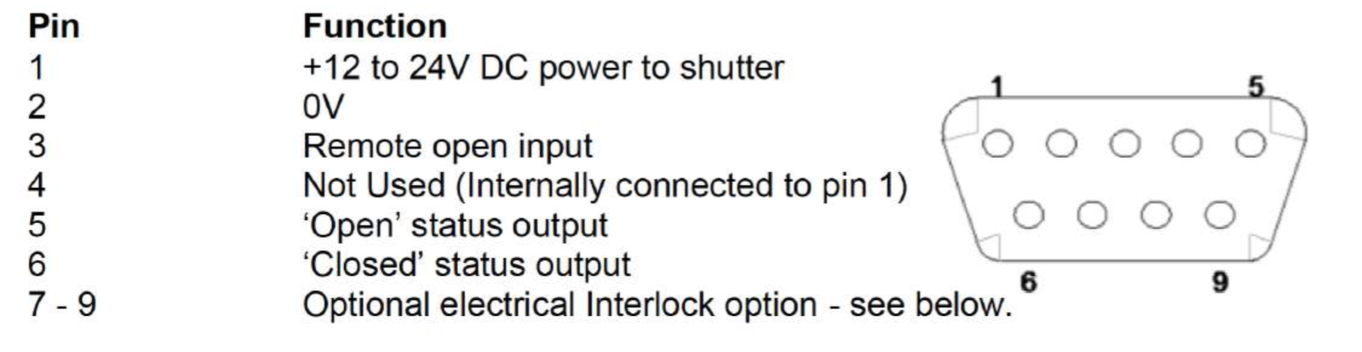 Pin Function
1 +12 to 24V DC power to shutter
2 0V
3 Remote open input
4 Not Used (Internally connected to pin 1)
5 ‘Open’ status output
6 ‘Closed’ status output
7 - 9 Optional electrical Interlock option - see below.
1 5
6 9